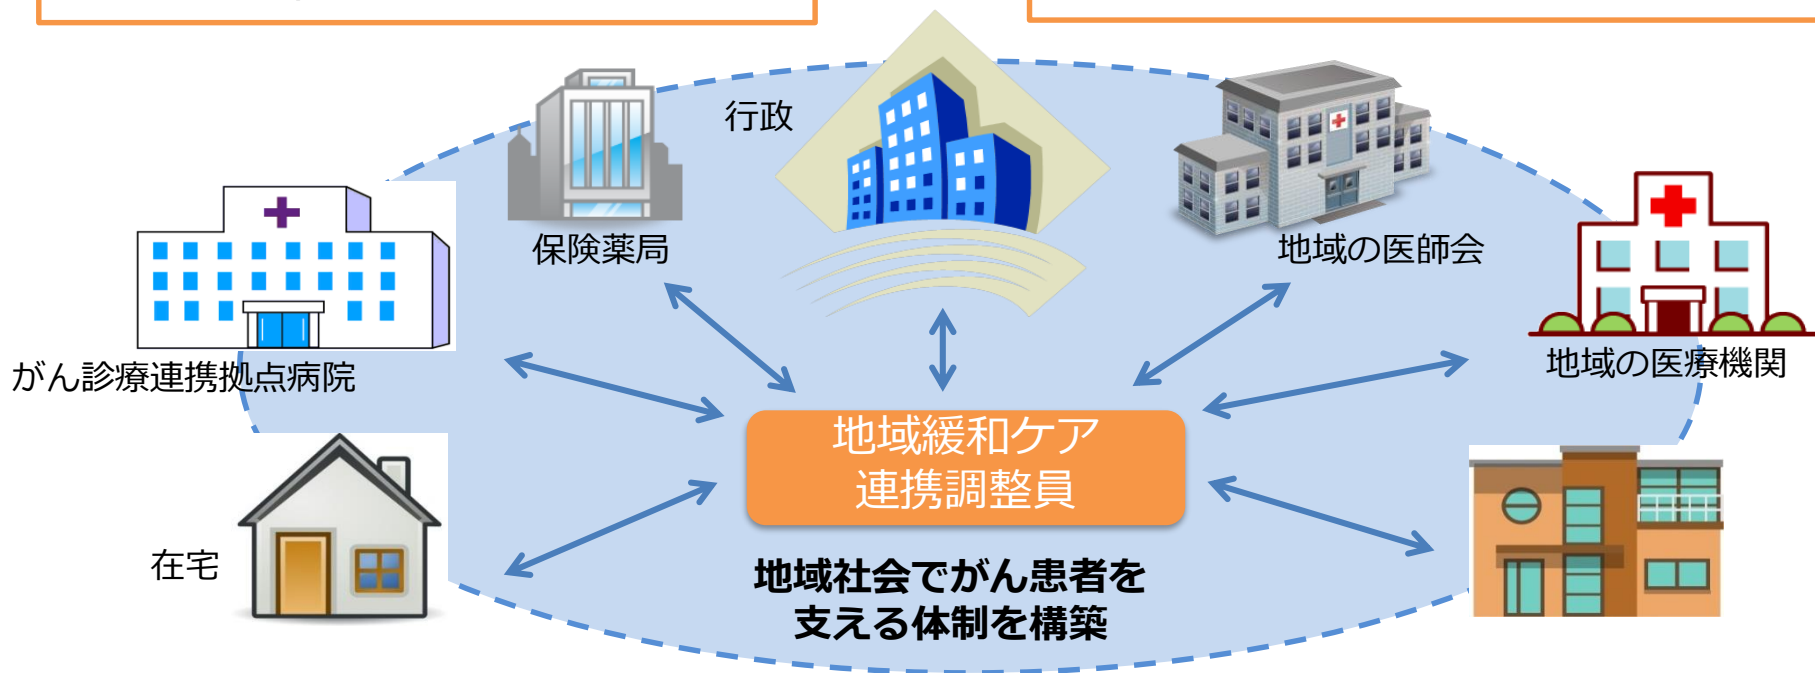 行政
保険薬局
地域の医師会
がん診療連携拠点病院
地域の医療機関
地域緩和ケア
連携調整員
在宅
地域社会でがん患者を
支える体制を構築